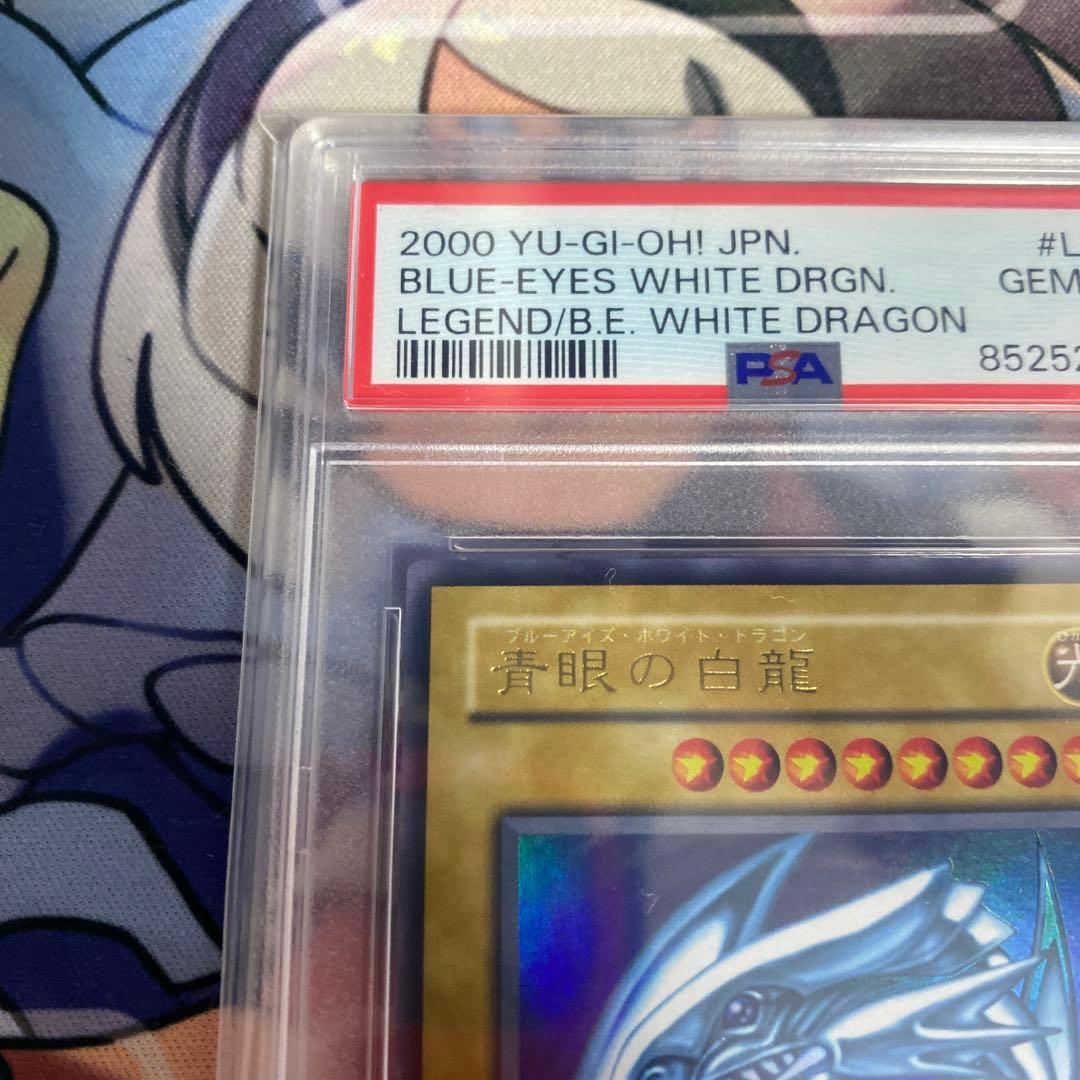 2000 YU-GI-OH! JPN. #L
BLUE-EYES WHITE DRGN. GEM
LEGEND/B.E. WHITE DRAGON
PSA 8525
ブルーアイズ・ホワイト・ドラゴン
青眼の白龍